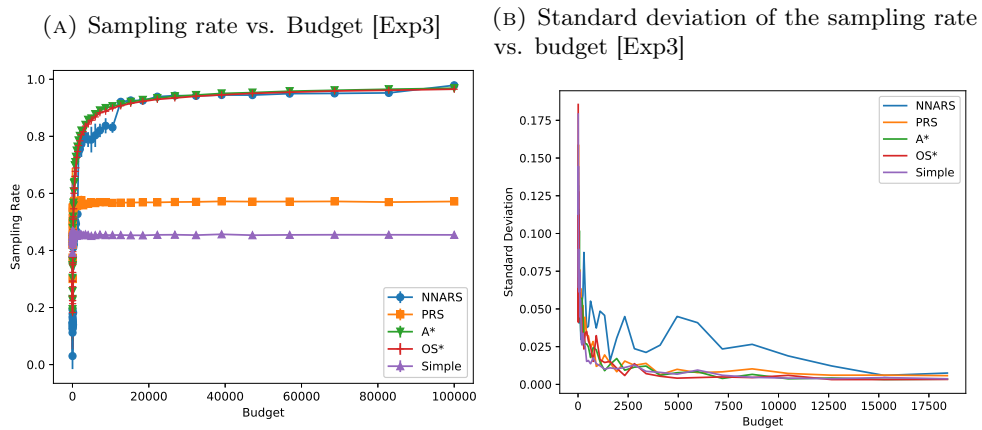 (A) Sampling rate vs. Budget [Exp3]
1.0
0.8
0.6
0.4
0.2
0.0
Sampling Rate
0
20000
40000
60000
80000
100000
Budget
NNARS
PRS
A*
OS*
Simple
(B) Standard deviation of the sampling rate
vs. budget [Exp3]
0.175
0.150
0.125
0.100
0.075
0.050
0.025
0.000
Standard Deviation
0
2500
5000
7500
10000
12500
15000
17500
Budget
NNARS
PRS
A*
OS*
Simple